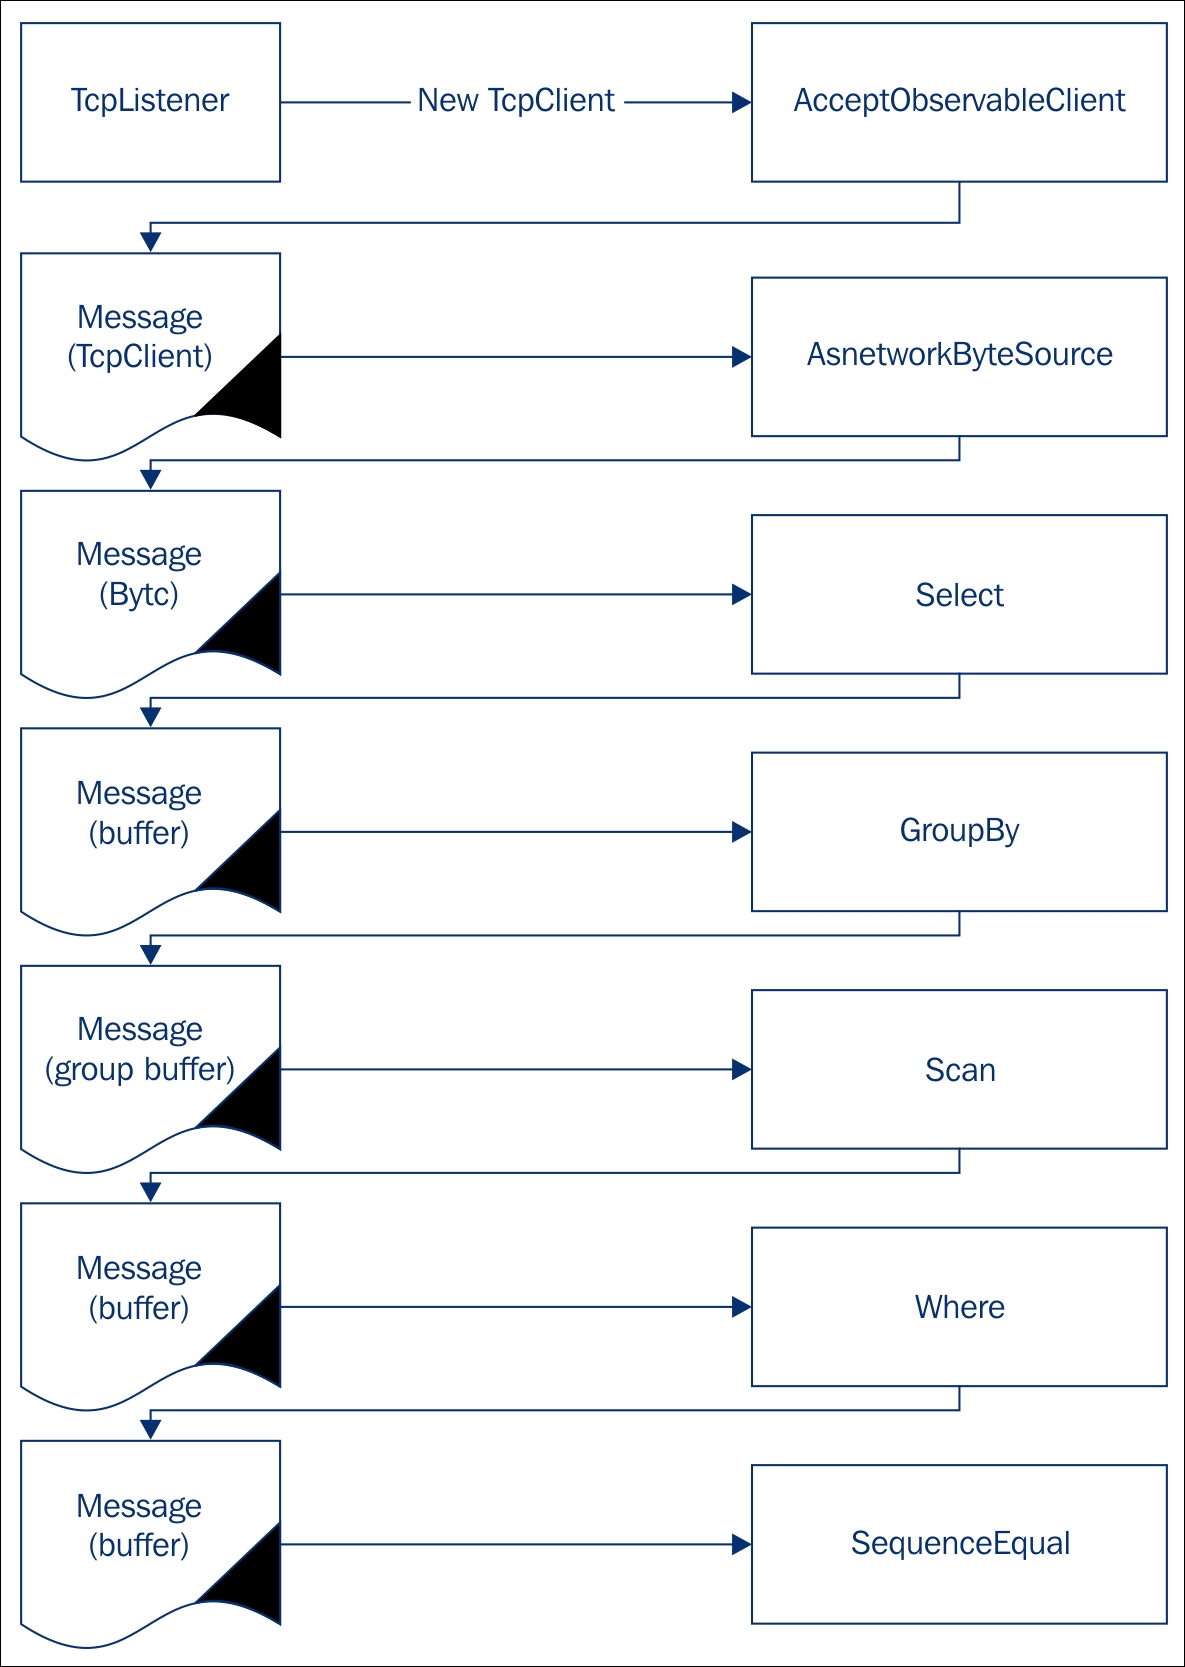 TcpListener
New TcpClient
AcceptObservableClient
Message
(TcpClient)
AsnetworkByteSource
Message
(Bytc)
Select
Message
(buffer)
GroupBy
Message
(group buffer)
Scan
Message
(buffer)
Where
Message
(buffer)
SequenceEqual